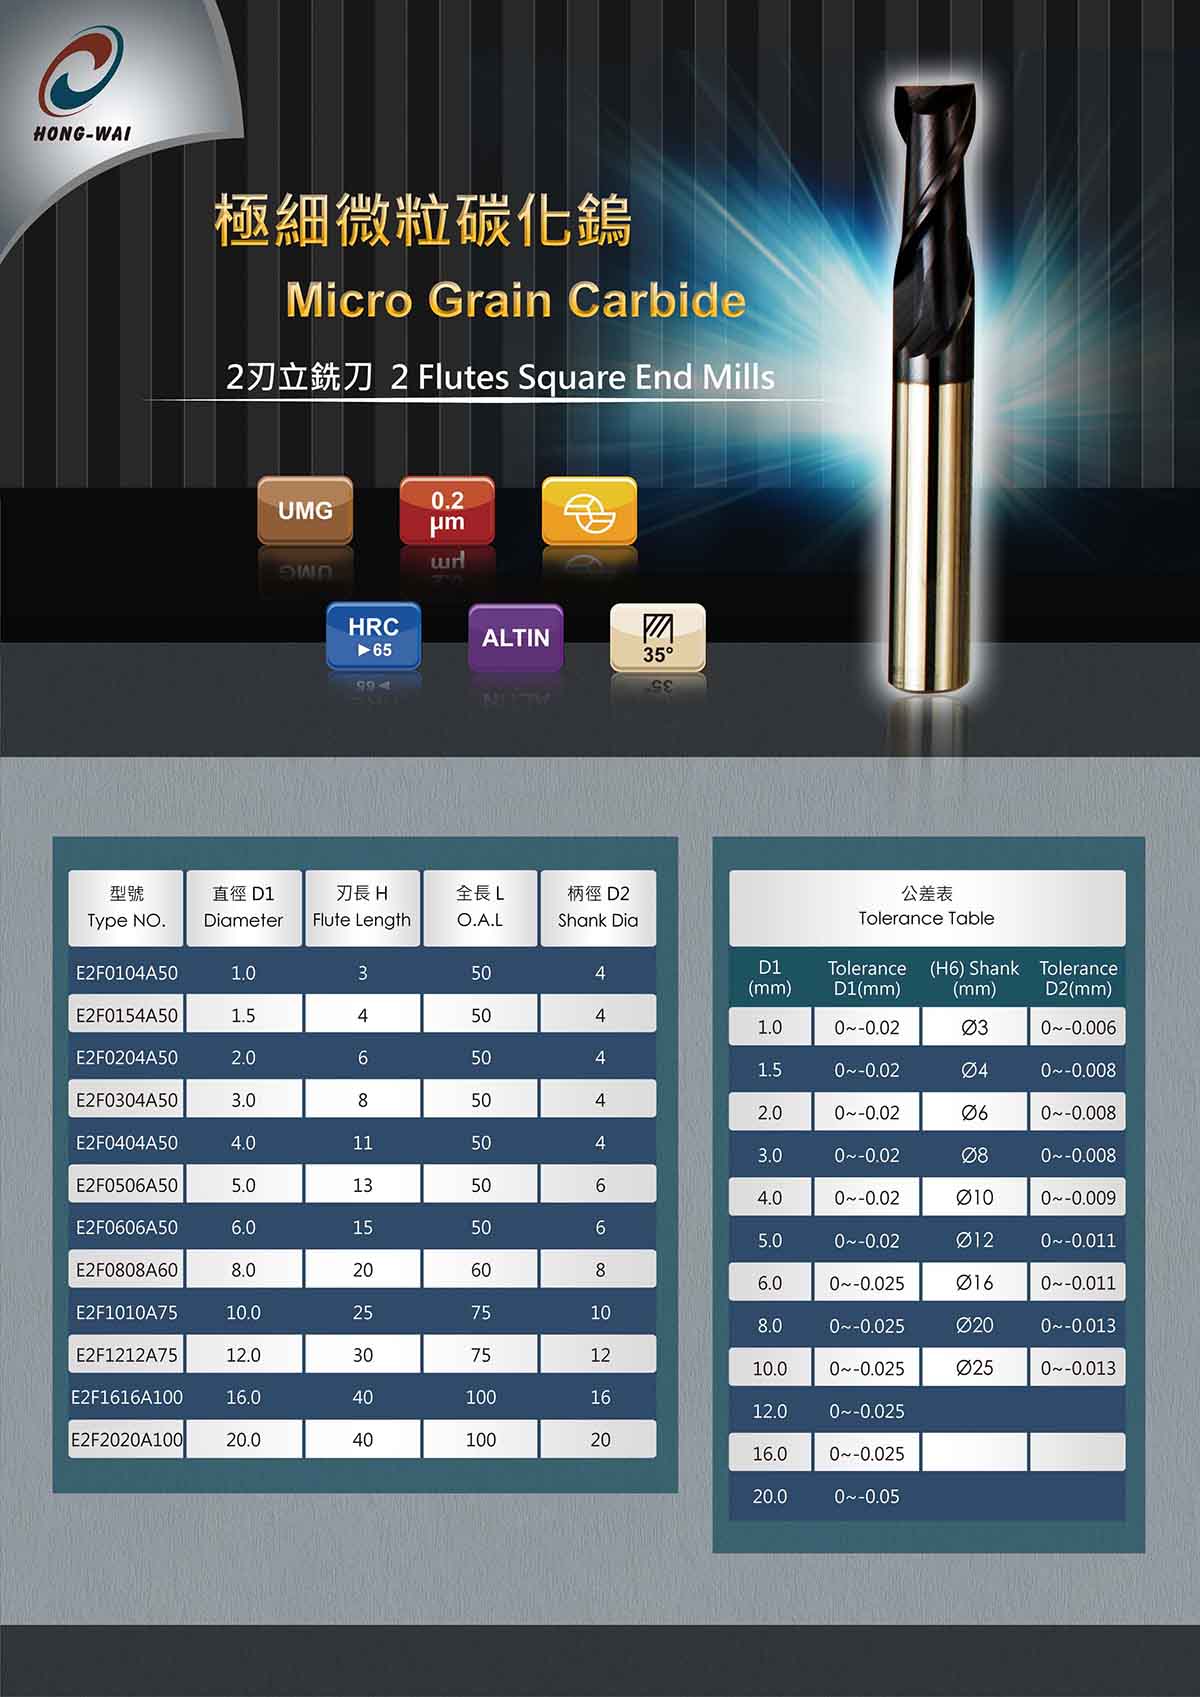 HONG-WAI
極細微粒碳化鎢
Micro Grain Carbide
2刃立銑刀 2 Flutes Square End Mills
UMG
0.2
µm
HRC
▶65
ALTIN
35°
型號 直徑 D1 刃長 H 全長 L 柄徑 D2
Type NO. Diameter Flute Length O.A.L Shank Dia
E2F0104A50 1.0 3 50 4
E2F0154A50 1.5 4 50 4
E2F0204A50 2.0 6 50 4
E2F0304A50 3.0 8 50 4
E2F0404A50 4.0 11 50 4
E2F0506A50 5.0 13 50 6
E2F0606A50 6.0 15 50 6
E2F0808A60 8.0 20 60 8
E2F1010A75 10.0 25 75 10
E2F1212A75 12.0 30 75 12
E2F1616A100 16.0 40 100 16
E2F2020A100 20.0 40 100 20
公差表
Tolerance Table
D1 Tolerance (H6) Shank Tolerance
(mm) D1(mm) (mm) D2(mm)
1.0 0~-0.02 Ø3 0~-0.006
1.5 0~-0.02 Ø4 0~-0.008
2.0 0~-0.02 Ø6 0~-0.008
3.0 0~-0.02 Ø8 0~-0.008
4.0 0~-0.02 Ø10 0~-0.009
5.0 0~-0.02 Ø12 0~-0.011
6.0 0~-0.025 Ø16 0~-0.011
8.0 0~-0.025 Ø20 0~-0.013
10.0 0~-0.025 Ø25 0~-0.013
12.0 0~-0.025
16.0 0~-0.025
20.0 0~-0.05